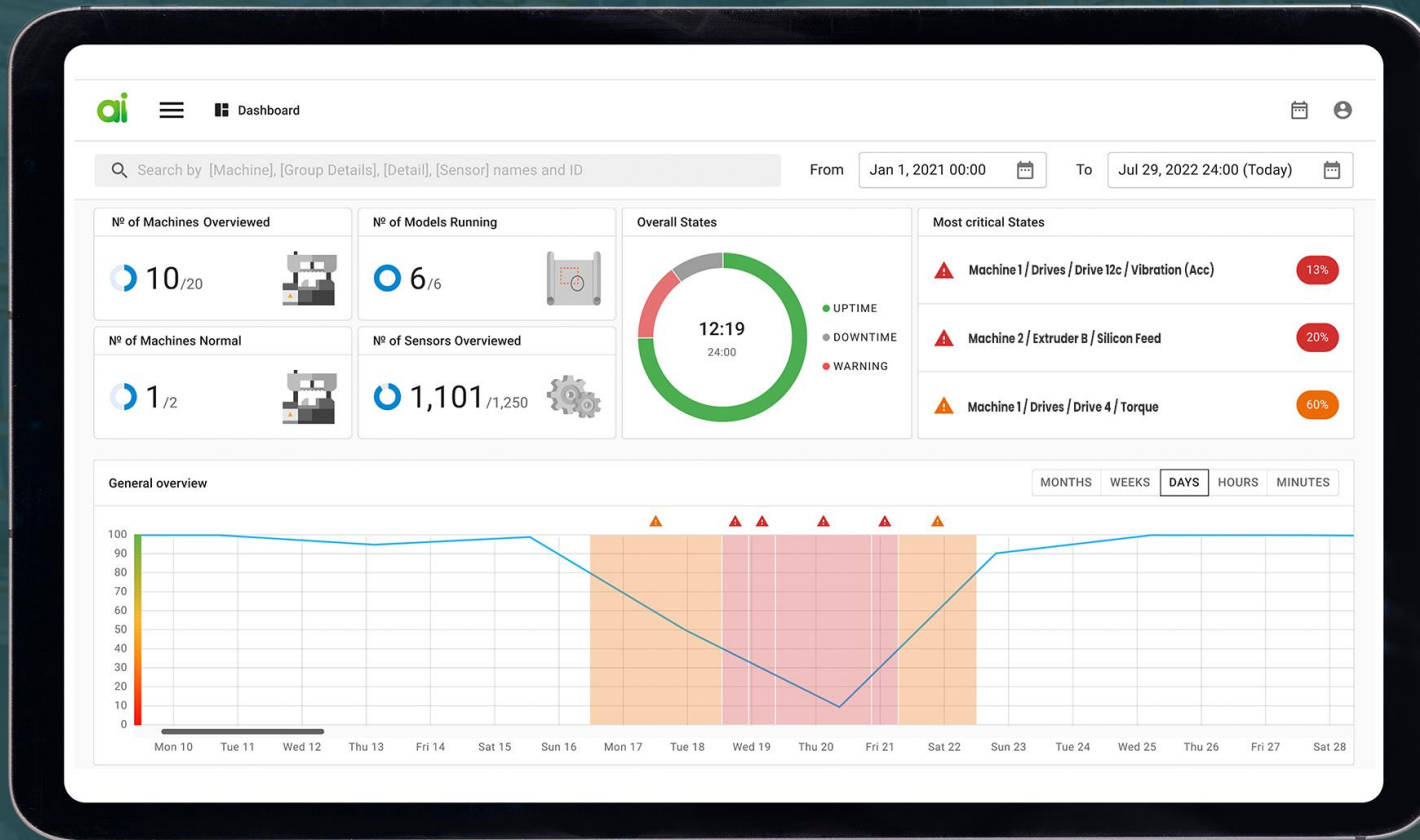 ai
Dashboard
Search by [Machine], [Group Details], [Detail], [Sensor] names and ID
From
Jan 1, 2021 00:00
To
Jul 29, 2022 24:00 (Today)
Nº of Machines Overviewed
10/20
Nº of Models Running
6/6
Nº of Machines Normal
1/2
Nº of Sensors Overviewed
1,101/1,250
Overall States
12:19
24:00
UPTIME
DOWNTIME
WARNING
Most critical States
Machine 1 / Drives / Drive 12c / Vibration (Acc)
13%
Machine 2 / Extruder B / Silicon Feed
20%
Machine 1 / Drives / Drive 4 / Torque
60%
General overview
MONTHS WEEKS DAYS HOURS MINUTES
100
90
80
70
60
50
40
30
20
10
0
Mon 10 Tue 11 Wed 12 Thu 13 Fri 14 Sat 15 Sun 16 Mon 17 Tue 18 Wed 19 Thu 20 Fri 21 Sat 22 Sun 23 Tue 24 Wed 25 Thu 26 Fri 27 Sat 28